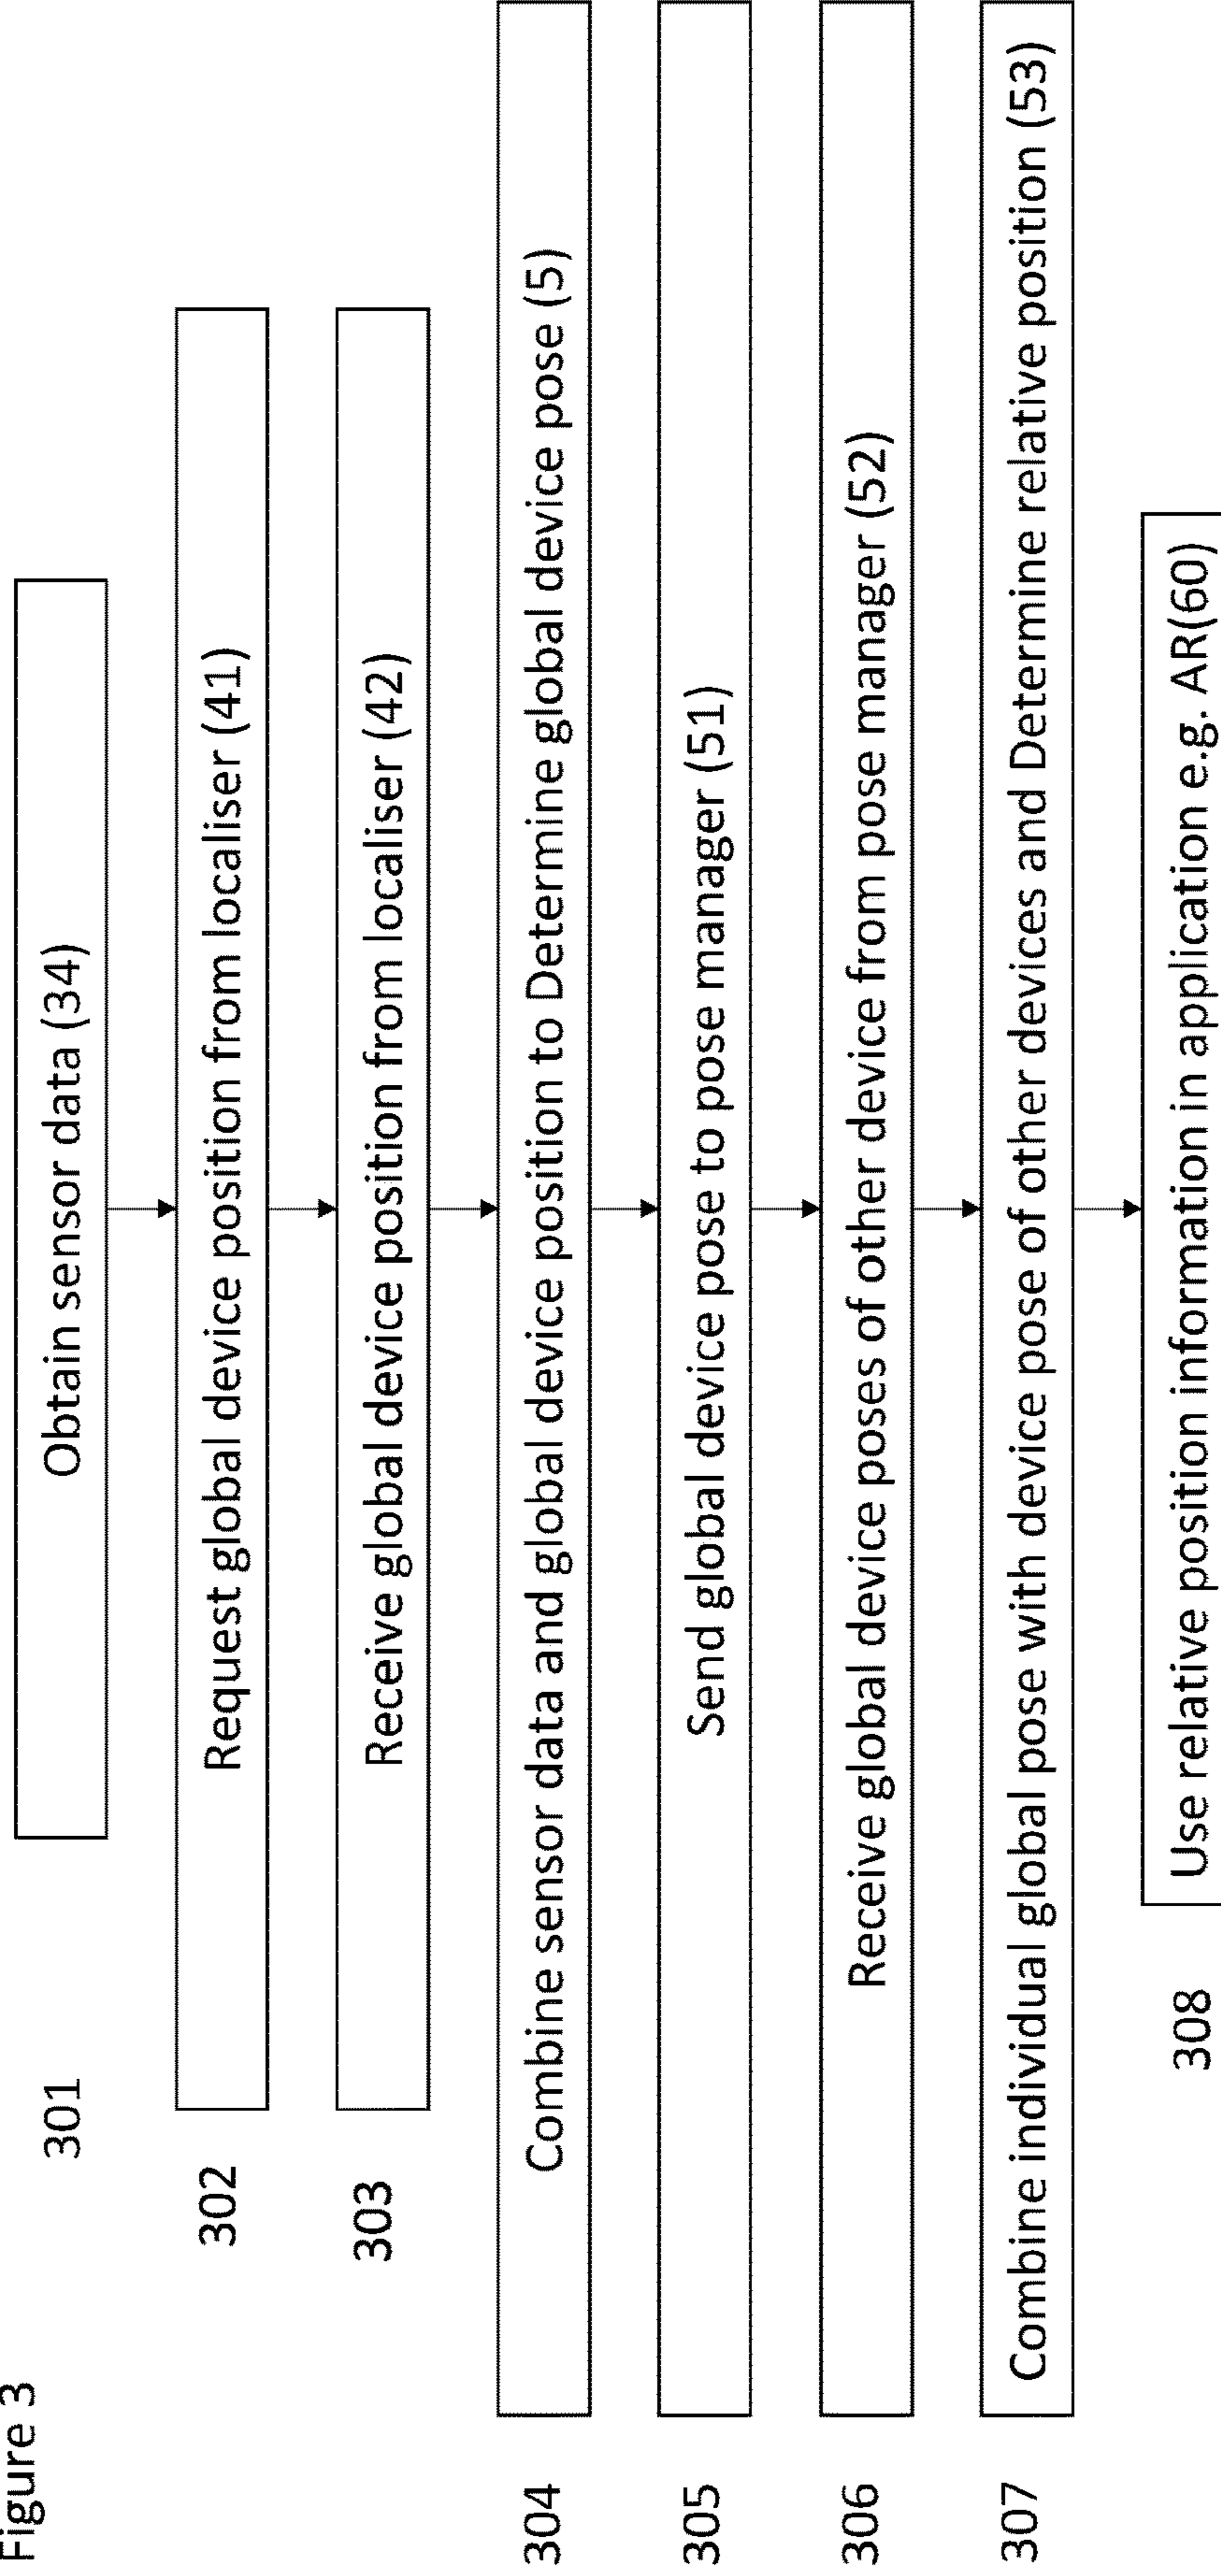 Figure 3
301
Obtain sensor data (34)
302
Request global device position from localiser (41)
303
Receive global device position from localiser (42)
304
Combine sensor data and global device position to Determine global device pose (5)
305
Send global device pose to pose manager (51)
306
Receive global device poses of other device from pose manager (52)
307
Combine individual global pose with device pose of other devices and Determine relative position (53)
308
Use relative position information in application e.g. AR(60)